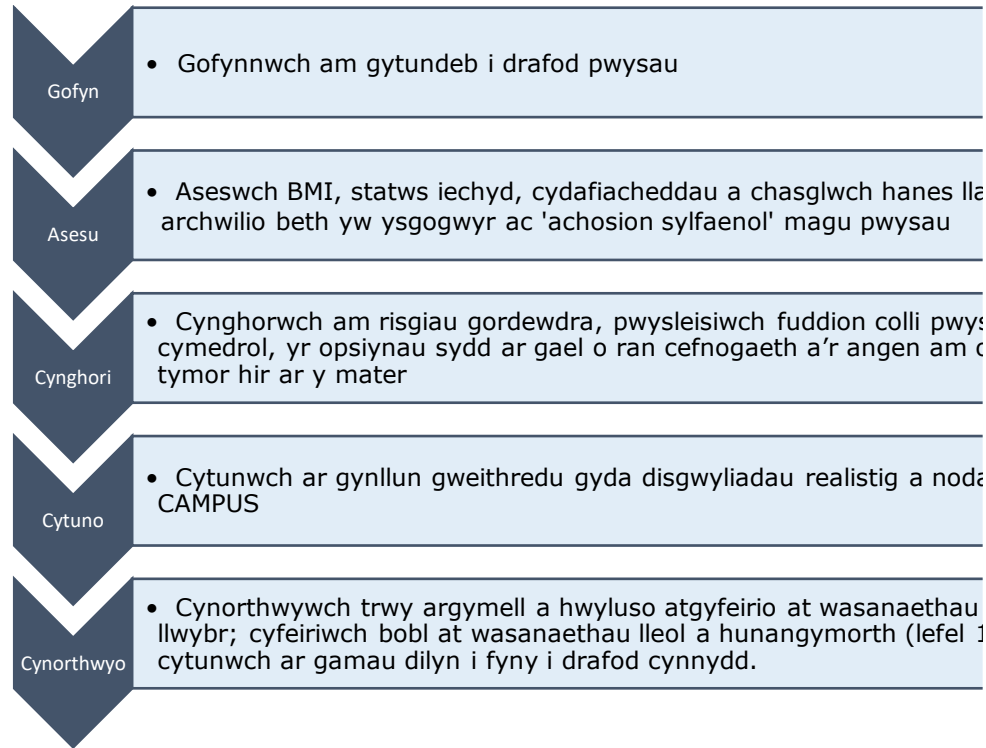 Gofyn
• Gofynnwch am gytundeb i drafod pwysau
Asesu
• Aseswch BMI, statws iechyd, cydafiacheddau a chasglwch hanes
archwilio beth yw ysgogwyr ac 'achosion sylfaenol' magu pwysau
Cynghori
• Cynghorwch am risgiau gordewdra, pwysleisiwch fuddion colli
cymedrol, yr opsiynau sydd ar gael o ran cefnogaeth a'r angen am
tymor hir ar y mater
Cytuno
• Cytunwch ar gynllun gweithredu gyda disgwyliadau realistig a
CAMPUS
Cynorthwyo
• Cynorthwywch trwy argymell a hwyluso atgyfeirio at wasanaethau
llwybr; cyfeiriwch bobl at wasanaethau lleol a hunangymorth (lefel
cytunwch ar gamau dilyn i fyny i drafod cynnydd.